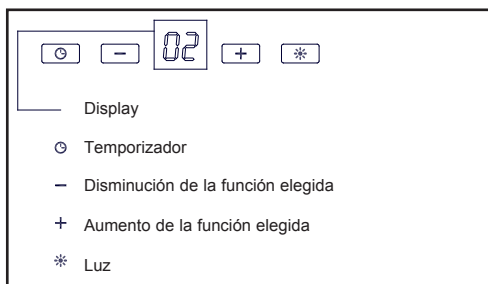 02
Display
Temporizador
Disminución de la función elegida
Aumento de la función elegida
Luz